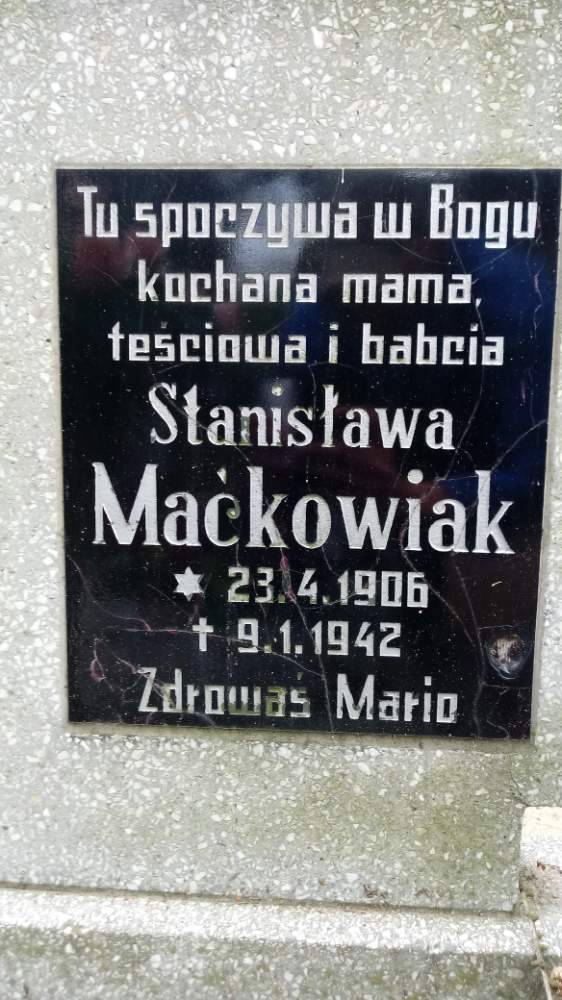 Tu spoczywa w Bogu
kochana mama,
teściowa i babcia
Stanisława
Maćkowiak
* 23.4.1906
† 9.1.1942
Zdrowaś Mario